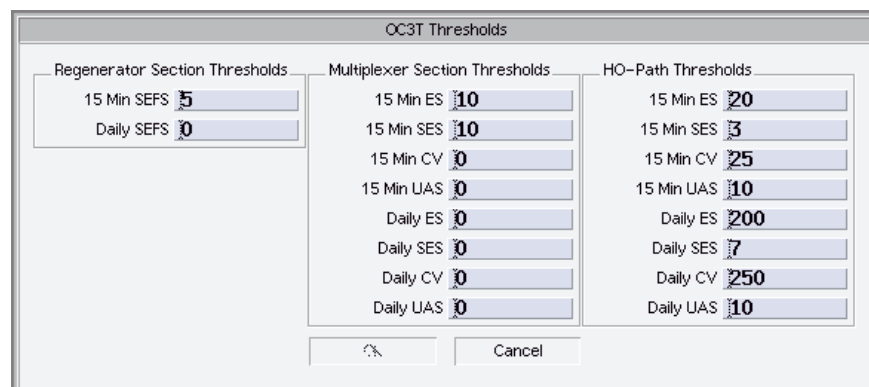 OC3T Thresholds
Regenerator Section Thresholds
15 Min SEFS 5
Daily SEFS 0
Multiplexer Section Thresholds
15 Min ES 10
15 Min SES 10
15 Min CV 0
15 Min UAS 0
Daily ES 0
Daily SES 0
Daily CV 0
Daily UAS 0
HO-Path Thresholds
15 Min ES 20
15 Min SES 3
15 Min CV 25
15 Min UAS 10
Daily ES 200
Daily SES 7
Daily CV 250
Daily UAS 10
Cancel